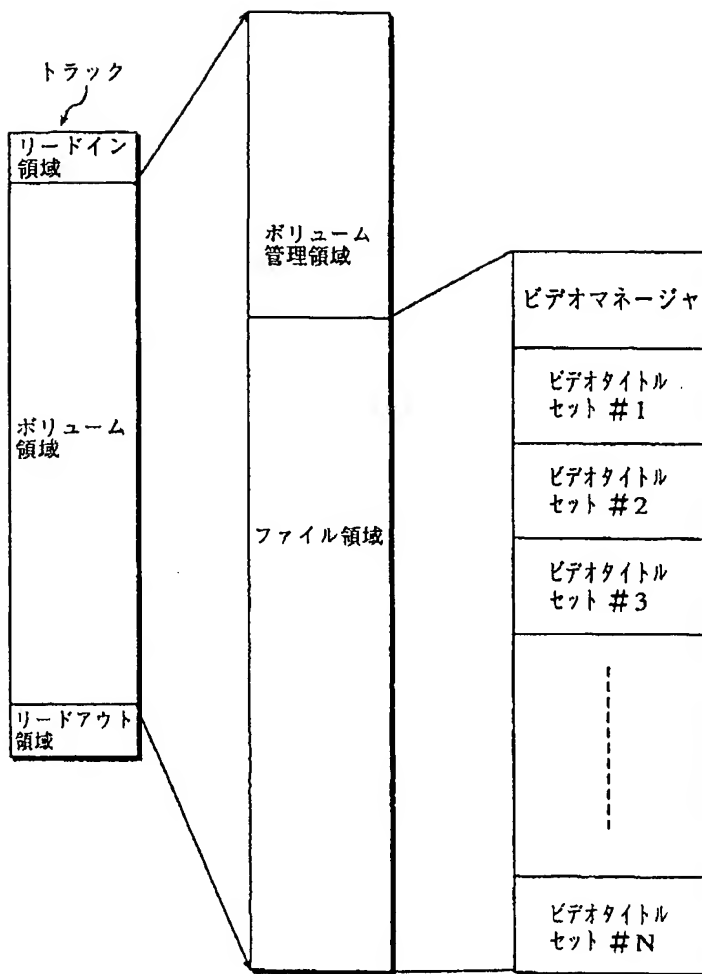 トラック
リードイン
領域
ボリューム
領域
リードアウト
領域
ボリューム
管理領域
ファイル領域
ビデオマネージャ
ビデオタイトル
セット #1
ビデオタイトル
セット #2
ビデオタイトル
セット #3
ビデオタイトル
セット #N